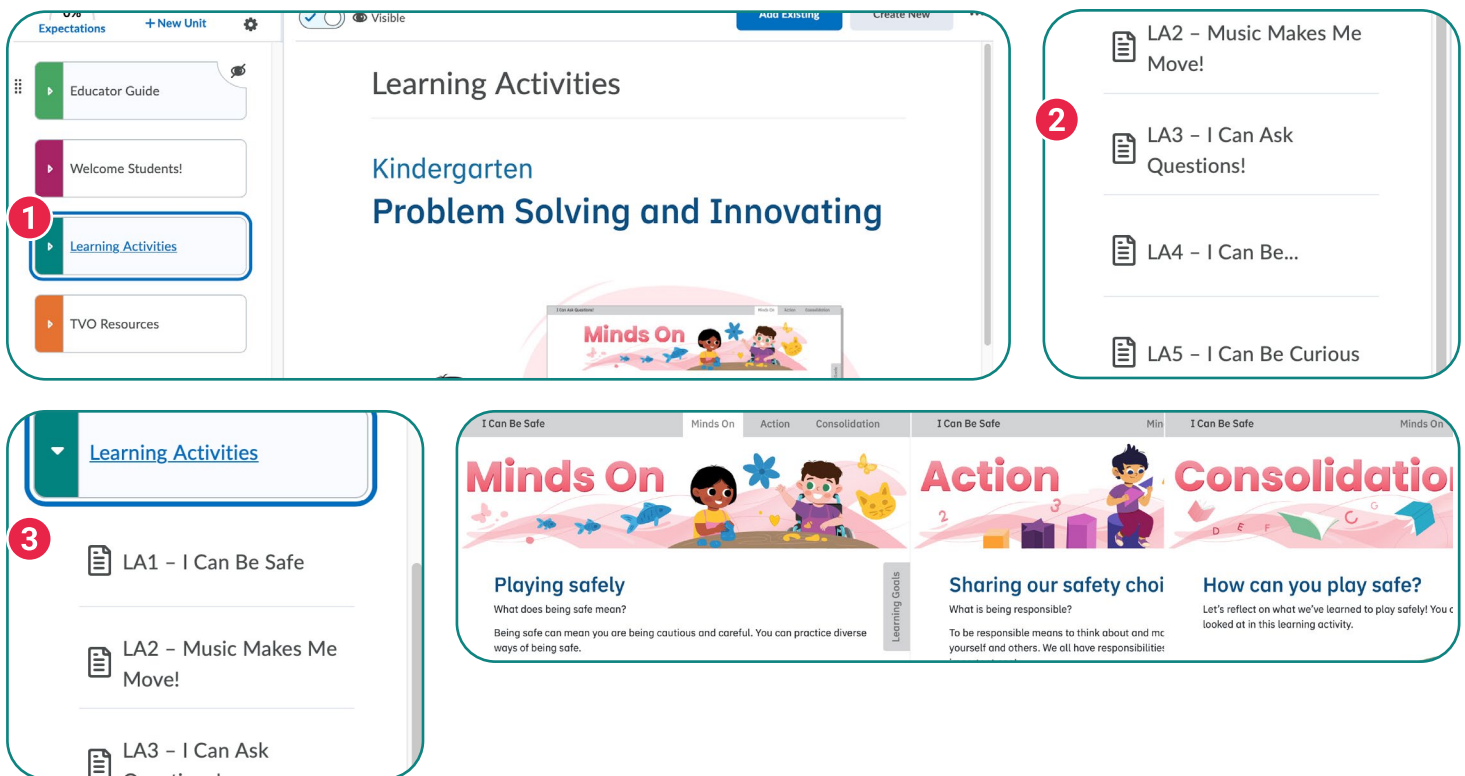 0%
Expectations
+ New Unit
Visible
Add Existing
Create New
Educator Guide
Welcome Students!
1
Learning Activities
TVO Resources
Learning Activities
Kindergarten
Problem Solving and Innovating
I Can Ask Questions!
Minds On
Action
Consolidation
Minds On
2
LA2 – Music Makes Me
Move!
LA3 – I Can Ask
Questions!
LA4 – I Can Be...
LA5 – I Can Be Curious
3
Learning Activities
LA1 – I Can Be Safe
LA2 – Music Makes Me
Move!
LA3 – I Can Ask
I Can Be Safe
Minds On
Action
Consolidation
Minds On
Playing safely
What does being safe mean?
Being safe can mean you are being cautious and careful. You can practice diverse
ways of being safe.
Learning Goals
I Can Be Safe
Min
Action
2
3
Sharing our safety choi
What is being responsible?
To be responsible means to think about and mc
yourself and others. We all have responsibilities
I Can Be Safe
Minds On
Consolidatio
D E F C G
How can you play safe?
Let's reflect on what we've learned to play safely! You c
looked at in this learning activity.